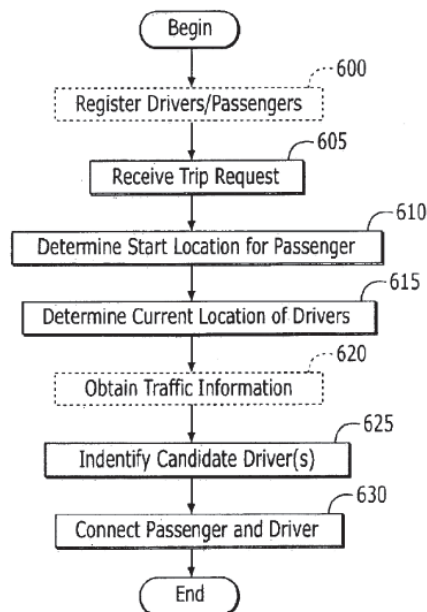 Begin
600
Register Drivers/Passengers
605
Receive Trip Request
610
Determine Start Location for Passenger
615
Determine Current Location of Drivers
620
Obtain Traffic Information
625
Indentify Candidate Driver(s)
630
Connect Passenger and Driver
End